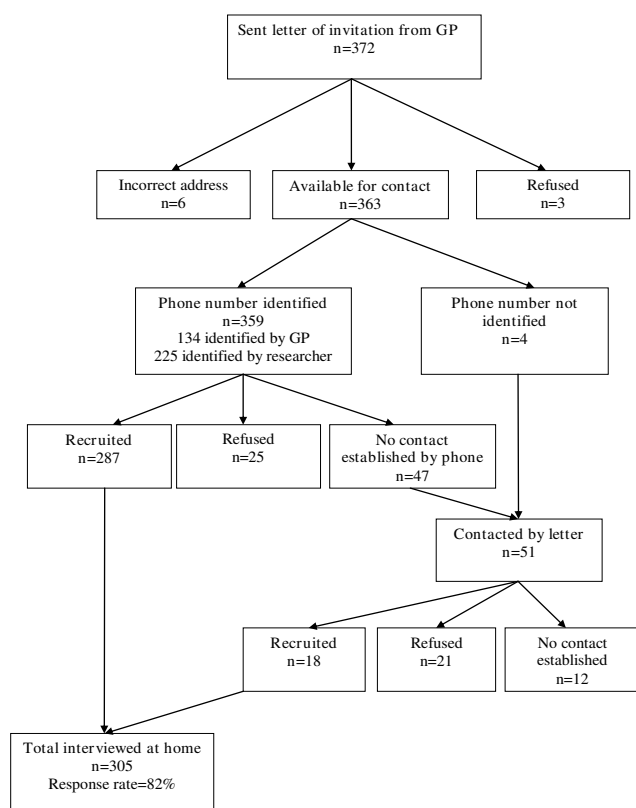 Sent letter of invitation from GP
n=372
Incorrect address
n=6
Available for contact
n=363
Refused
n=3
Phone number identified
n=359
134 identified by GP
225 identified by researcher
Phone number not
identified
n=4
Recruited
n=287
Refused
n=25
No contact
established by phone
n=47
Contacted by letter
n=51
Recruited
n=18
Refused
n=21
No contact
established
n=12
Total interviewed at home
n=305
Response rate=82%